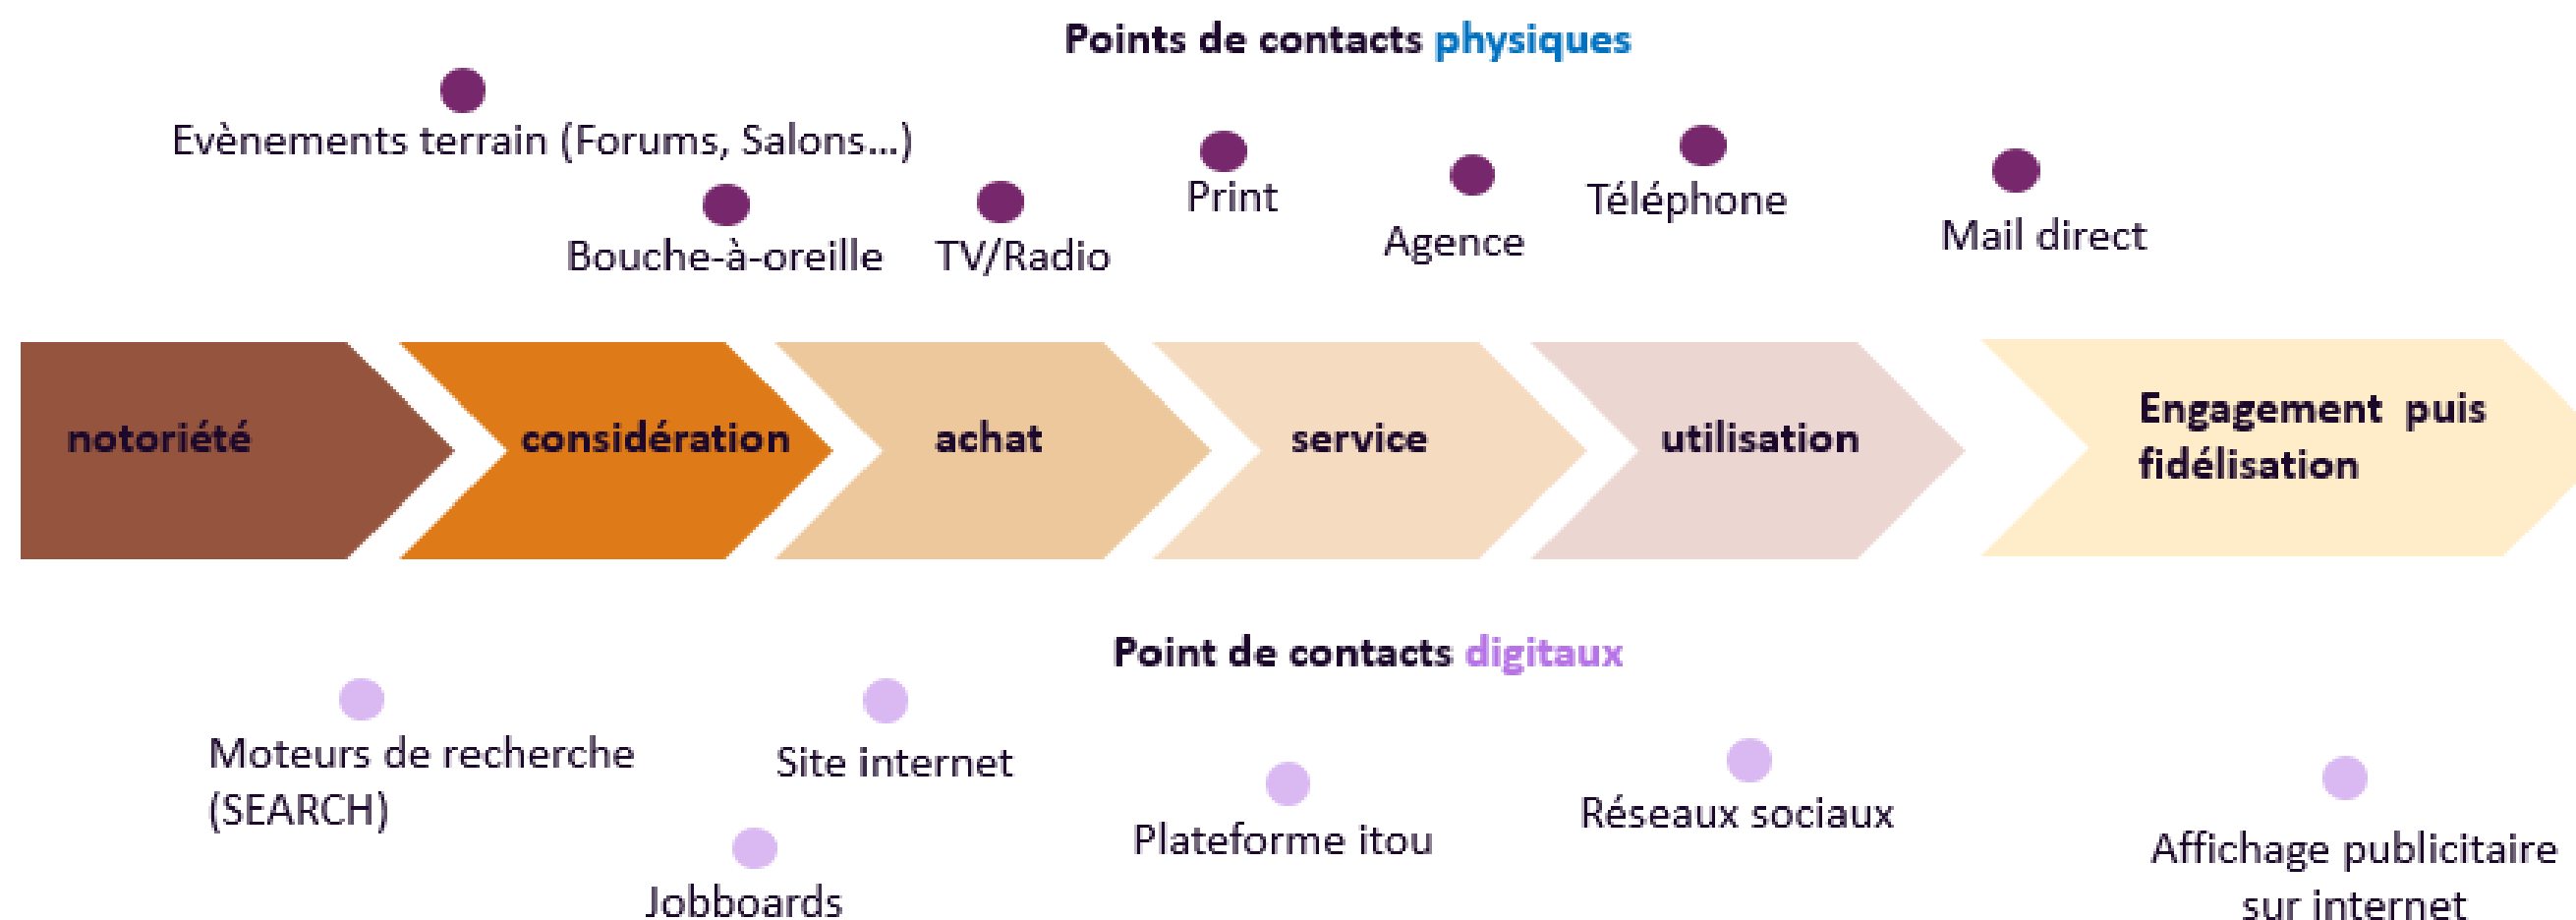 Points de contacts physiques
Evènements terrain (Forums, Salons...)
Bouche-à-oreille
TV/Radio
Print
Agence
Téléphone
Mail direct
notoriété
considération
achat
service
utilisation
Engagement puis
fidélisation
Point de contacts digitaux
Moteurs de recherche
(SEARCH)
Jobboards
Site internet
Plateforme itou
Réseaux sociaux
Affichage publicitaire
sur internet